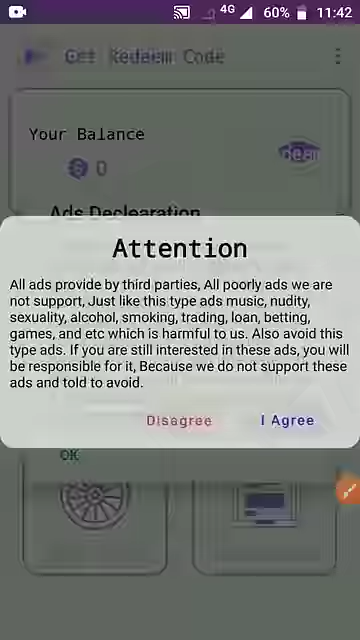 4G 60% 11:42
Get Redeem Code
Your Balance
0
Ads Declearation
Attention
All ads provide by third parties, All poorly ads we are
not support, Just like this type ads music, nudity,
sexuality, alcohol, smoking, trading, loan, betting,
games, and etc which is harmful to us. Also avoid this
type ads. If you are still interested in these ads, you will
be responsible for it, Because we do not support these
ads and told to avoid.
Disagree I Agree
OK